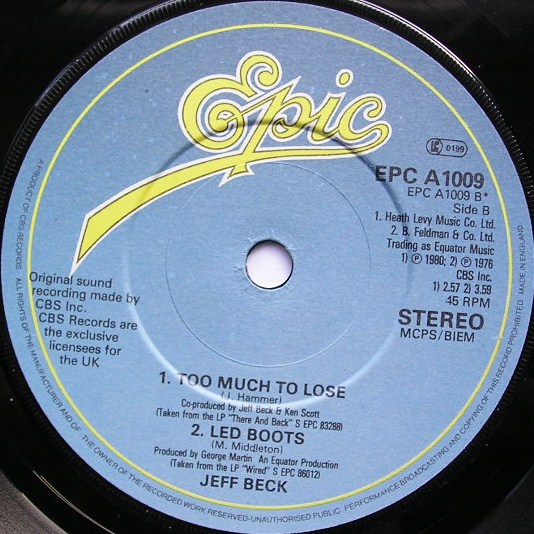 Epic
LC 0199
EPC A1009
EPC A1009 B*
Side B
1. Heath Levy Music Co. Ltd.
2. B. Feldman & Co. Ltd.
Trading as Equator Music
1) ℗ 1980; 2) ℗ 1976
CBS Inc.
1) 2.57 2) 3.59
45 RPM
STEREO
MCPS/BIEM
Original sound
recording made by
CBS Inc.
CBS Records are
the exclusive
licensees for
the UK
1. TOO MUCH TO LOSE
(J. Hammer)
Co-produced by Jeff Beck & Ken Scott
(Taken from the LP "There And Back" S EPC 83288)
2. LED BOOTS
(M. Middleton)
Produced by George Martin An Equator Production
(Taken from the LP "Wired" S EPC 86012)
JEFF BECK
A PRODUCT OF CBS RECORDS ALL RIGHTS OF THE MANUFACTURER AND OF THE OWNER OF THE RECORDED WORK RESERVED-UNAUTHORISED PUBLIC PERFORMANCE BROADCASTING AND COPYING OF THIS RECORD PROHIBITED MADE IN ENGLAND